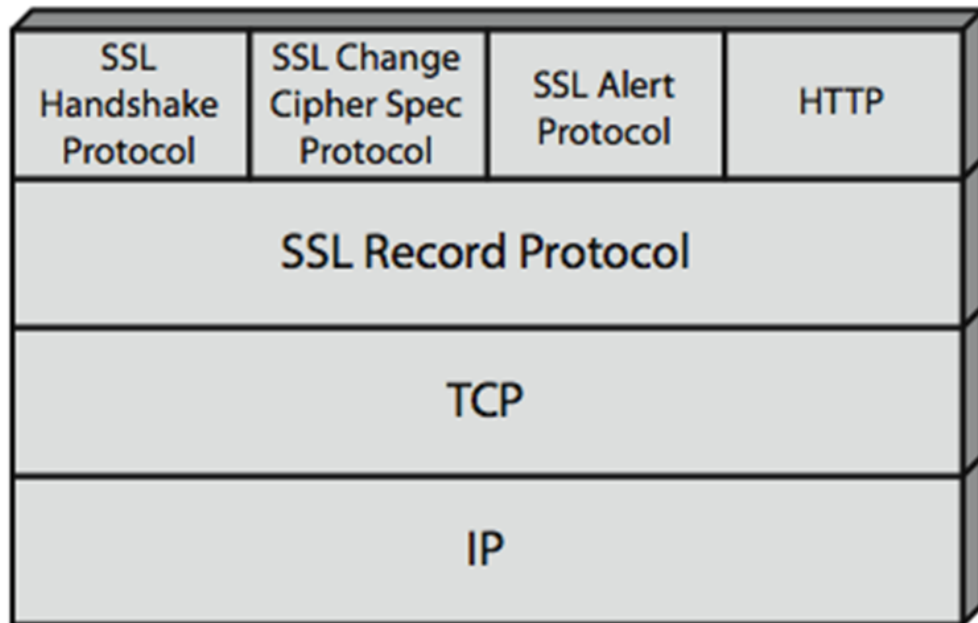 SSL
Handshake
Protocol
SSL Change
Cipher Spec
Protocol
SSL Alert
Protocol
HTTP
SSL Record Protocol
TCP
IP